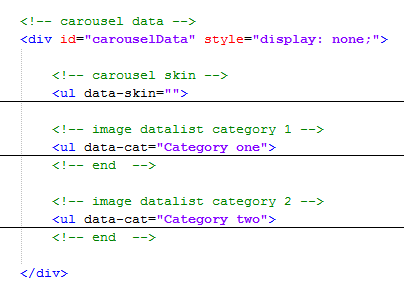 <!-- carousel data -->
<div id="carouselData" style="display: none;">
<!-- carousel skin -->
<ul data-skin="">
<!-- image datalist category 1 -->
<ul data-cat="Category one">
<!-- end  -->
<!-- image datalist category 2 -->
<ul data-cat="Category two">
<!-- end  -->
</div>